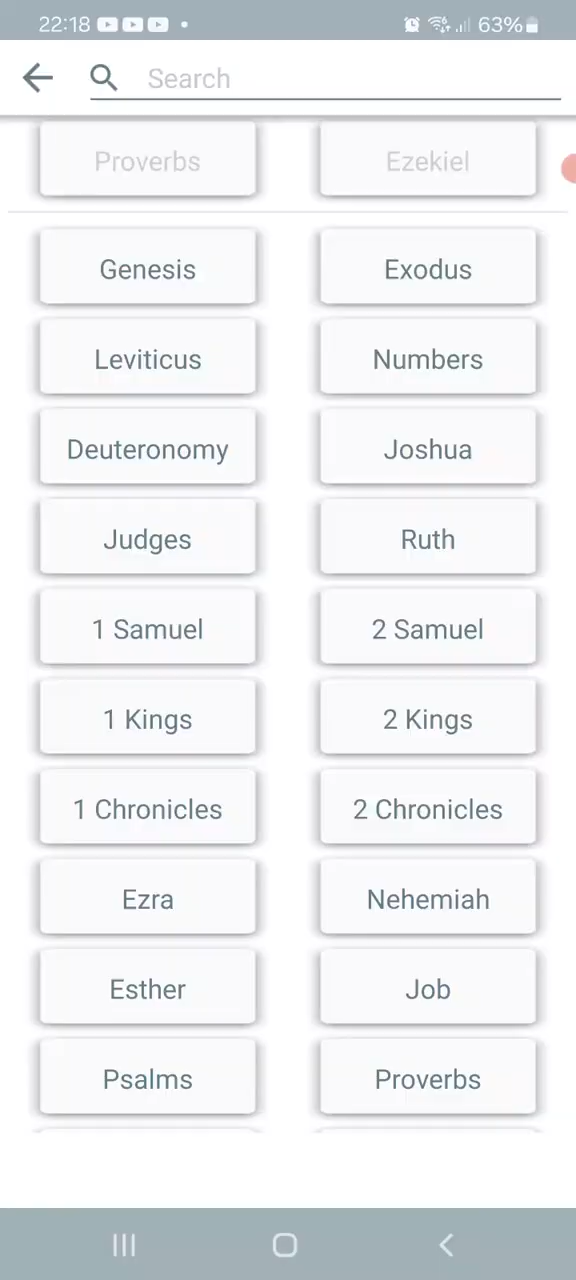 22:18 63%
Search
Proverbs Ezekiel
Genesis Exodus
Leviticus Numbers
Deuteronomy Joshua
Judges Ruth
1 Samuel 2 Samuel
1 Kings 2 Kings
1 Chronicles 2 Chronicles
Ezra Nehemiah
Esther Job
Psalms Proverbs